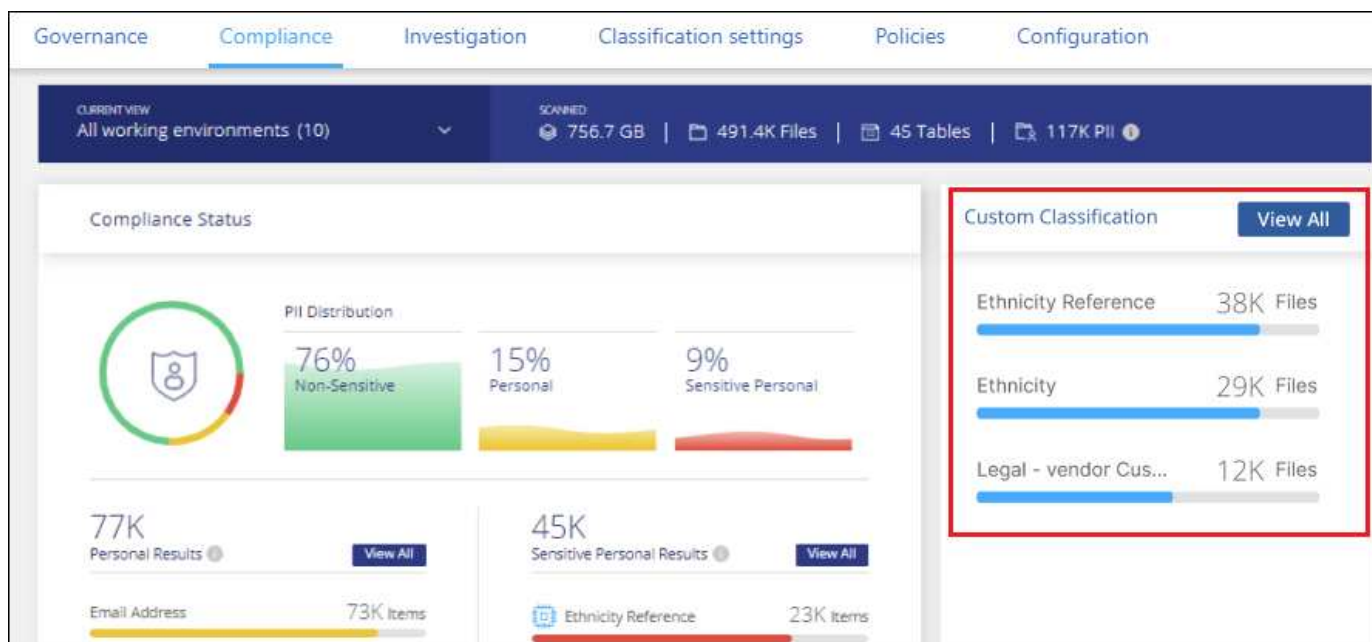 Governance Compliance Investigation Classification settings Policies Configuration
CURRENT VIEW
All working environments (10)
SCANNED
756.7 GB | 491.4K Files | 45 Tables | 117K PII
Compliance Status
PII Distribution
76%
Non-Sensitive
15%
Personal
9%
Sensitive Personal
77K
Personal Results
View All
Email Address 73K Items
45K
Sensitive Personal Results
View All
Ethnicity Reference 23K Items
Custom Classification
View All
Ethnicity Reference 38K Files
Ethnicity 29K Files
Legal - vendor Cus... 12K Files